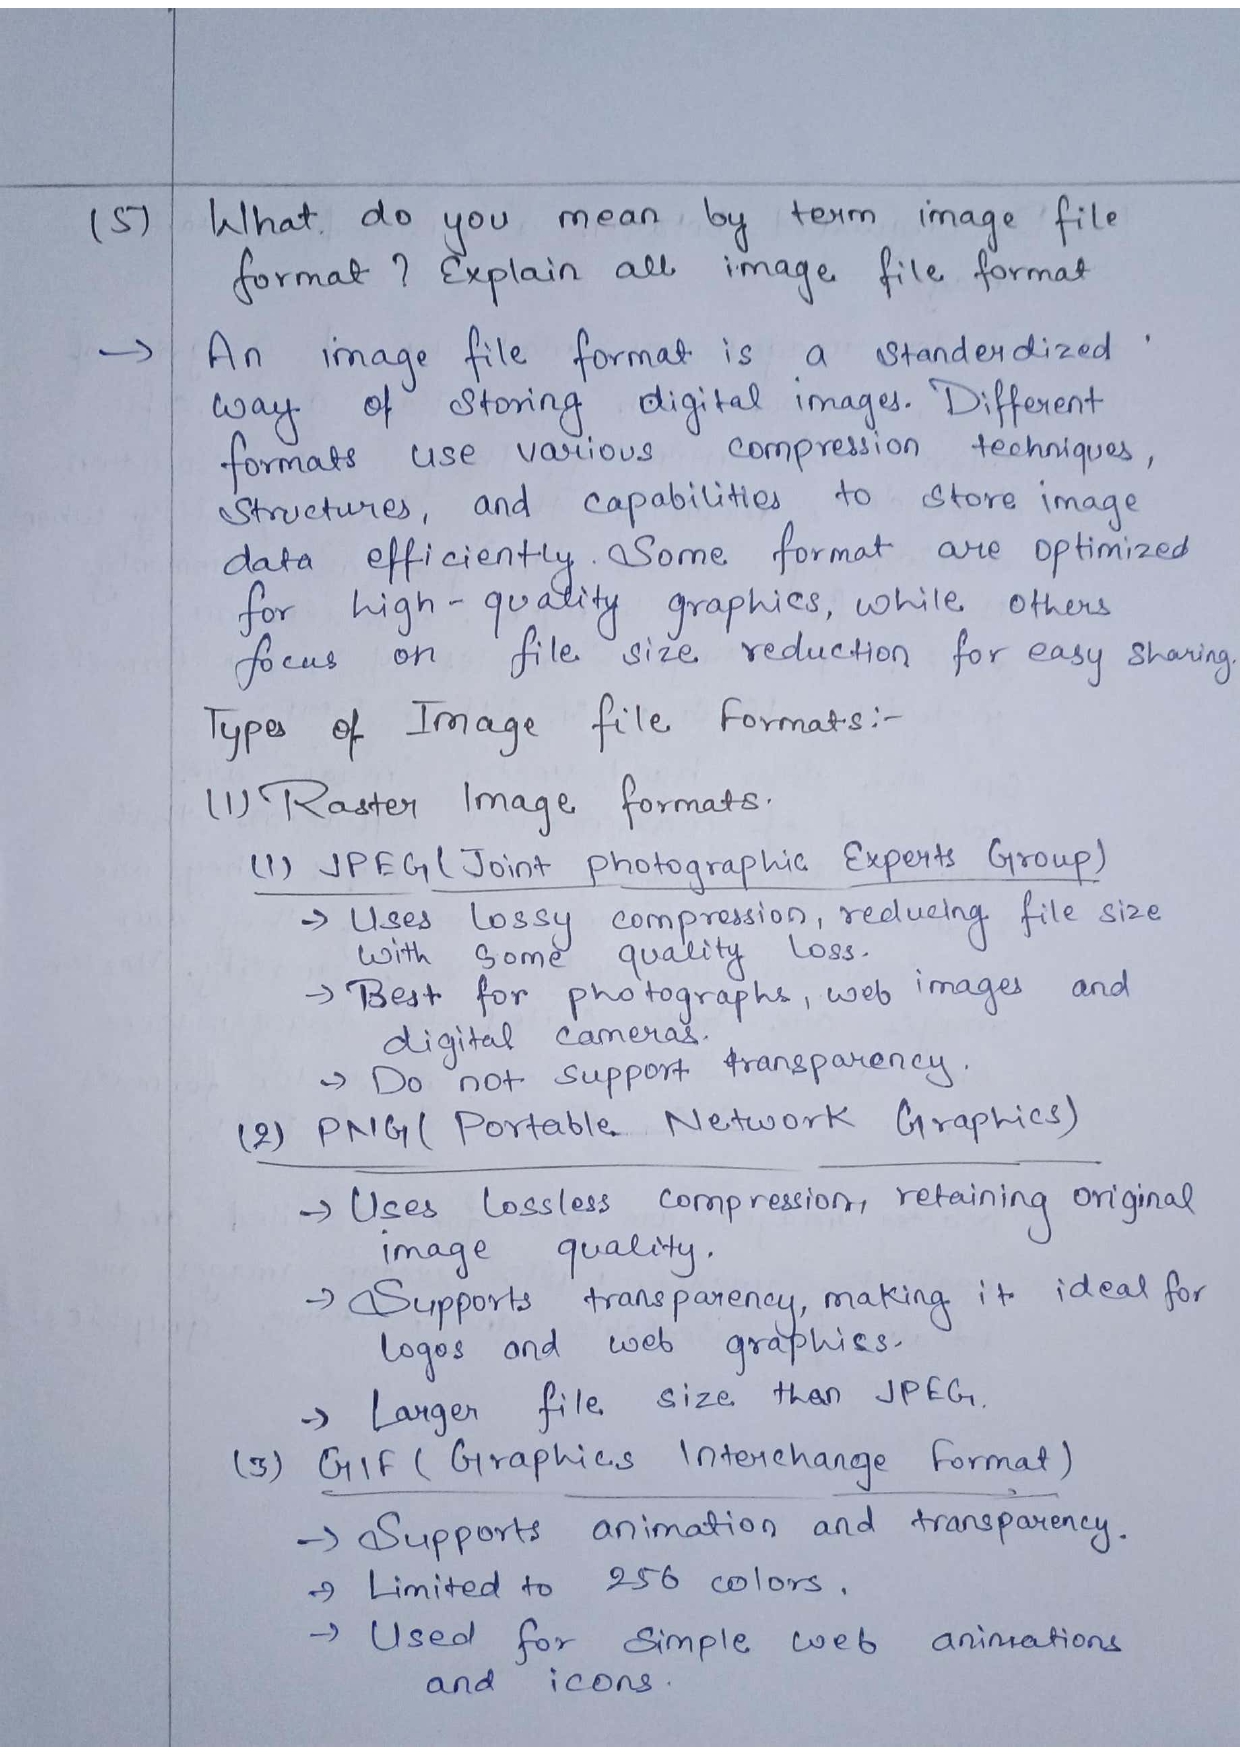 (5) What do you mean by term image file
format ? Explain all image file format
→ An image file format is a standerdized
way of storing digital images. Different
formats use various compression techniques,
structures, and capabilities to store image
data efficiently. Some format are optimized
for high-quality graphics, while others
focus on file size reduction for easy sharing.
Types of Image file Formats:-
(1) Raster Image formats.
(1) JPEG (Joint photographic Experts Group)
→ Uses lossy compression, reducing file size
with some quality loss.
→ Best for photographs, web images and
digital cameras.
→ Do not support transparency.
(2) PNG ( Portable Network Graphics)
→ Uses lossless compression, retaining original
image quality.
→ Supports transparency, making it ideal for
logos and web graphics.
→ Larger file size than JPEG.
(3) GIF ( Graphics Interchange Format)
→ Supports animation and transparency.
→ Limited to 256 colors.
→ Used for simple web animations
and icons.